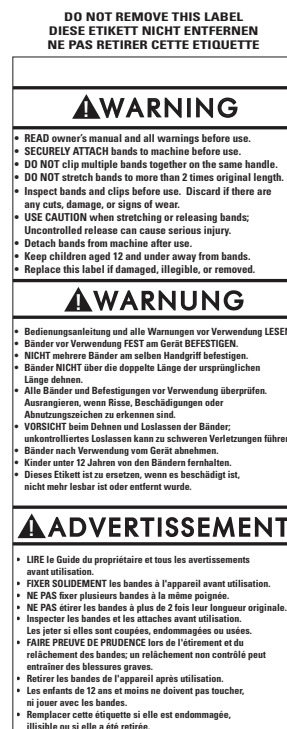 DO NOT REMOVE THIS LABEL
DIESE ETIKETT NICHT ENTFERNEN
NE PAS RETIRER CETTE ETIQUETTE
WARNING
• READ owner's manual and all warnings before use.
• SECURELY ATTACH bands to machine before use.
• DO NOT clip multiple bands together on the same handle.
• DO NOT stretch bands to more than 2 times original length.
• Inspect bands and clips before use. Discard if there are
any cuts, damage, or signs of wear.
• USE CAUTION when stretching or releasing bands;
Uncontrolled release can cause serious injury.
• Detach bands from machine after use.
• Keep children aged 12 and under away from bands.
• Replace this label if damaged, illegible, or removed.
WARNUNG
• Bedienungsanleitung und alle Warnungen vor Verwendung LESEN
• Bänder vor Verwendung FEST am Gerät BEFESTIGEN.
• NICHT mehrere Bänder am selben Handgriff befestigen.
• Bänder NICHT über die doppelte Länge der ursprünglichen
Länge dehnen.
• Alle Bänder und Befestigungen vor Verwendung überprüfen.
Ausrangieren, wenn Risse, Beschädigungen oder
Abnutzungszeichen zu erkennen sind.
• VORSICHT beim Dehnen und Loslassen der Bänder;
unkontrolliertes Loslassen kann zu schweren Verletzungen führen
• Bänder nach Verwendung vom Gerät abnehmen.
• Kinder unter 12 Jahren von den Bändern fernhalten.
• Dieses Etikett ist zu ersetzen, wenn es beschädigt ist,
nicht mehr lesbar ist oder entfernt wurde.
ADVERTISSEMENT
• LIRE le Guide du propriétaire et tous les avertissements
avant utilisation.
• FIXER SOLIDEMENT les bandes à l'appareil avant utilisation.
• NE PAS fixer plusieurs bandes à la même poignée.
• NE PAS étirer les bandes à plus de 2 fois leur longueur originale.
• Inspecter les bandes et les attaches avant utilisation.
Les jeter si elles sont coupées, endommagées ou usées.
• FAIRE PREUVE DE PRUDENCE lors de l'étirement et du
relâchement des bandes; un relâchement non contrôlé peut
entraîner des blessures graves.
• Retirer les bandes de l'appareil après utilisation.
• Les enfants de 12 ans et moins ne doivent pas toucher,
ni jouer avec les bandes.
• Remplacer cette étiquette si elle est endommagée,
illisible ou si elle a été retirée.